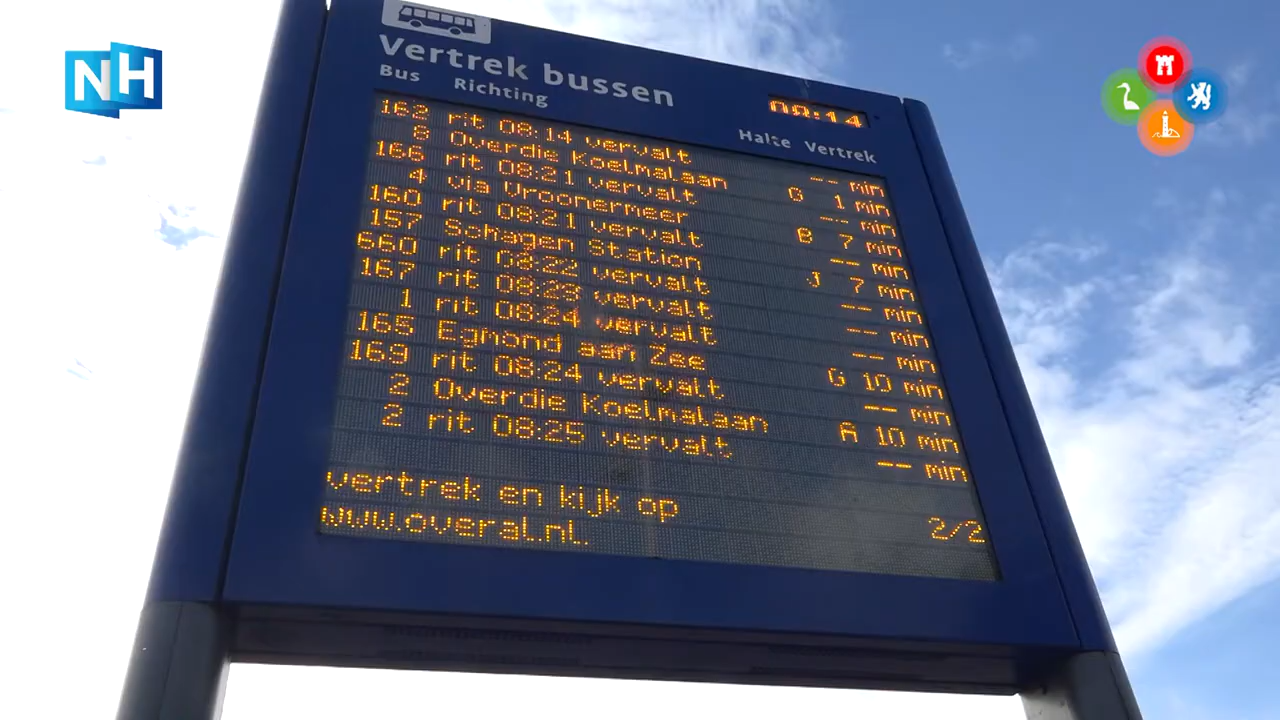 NH
Vertrek bussen
08:14
Bus Richting Halte Vertrek
162 rit 08:14 vervalt -- min
8 Overdie Koelmalaan G 1 min
166 rit 08:21 vervalt -- min
4 via Vroonermeer B 7 min
160 rit 08:21 vervalt -- min
157 Schagen Station J 7 min
660 rit 08:22 vervalt -- min
167 rit 08:23 vervalt -- min
1 rit 08:24 vervalt -- min
165 Egmond aan Zee G 10 min
169 rit 08:24 vervalt -- min
2 Overdie Koelmalaan A 10 min
2 rit 08:25 vervalt -- min
vertrek en kijk op
www.overal.nl. 2/2